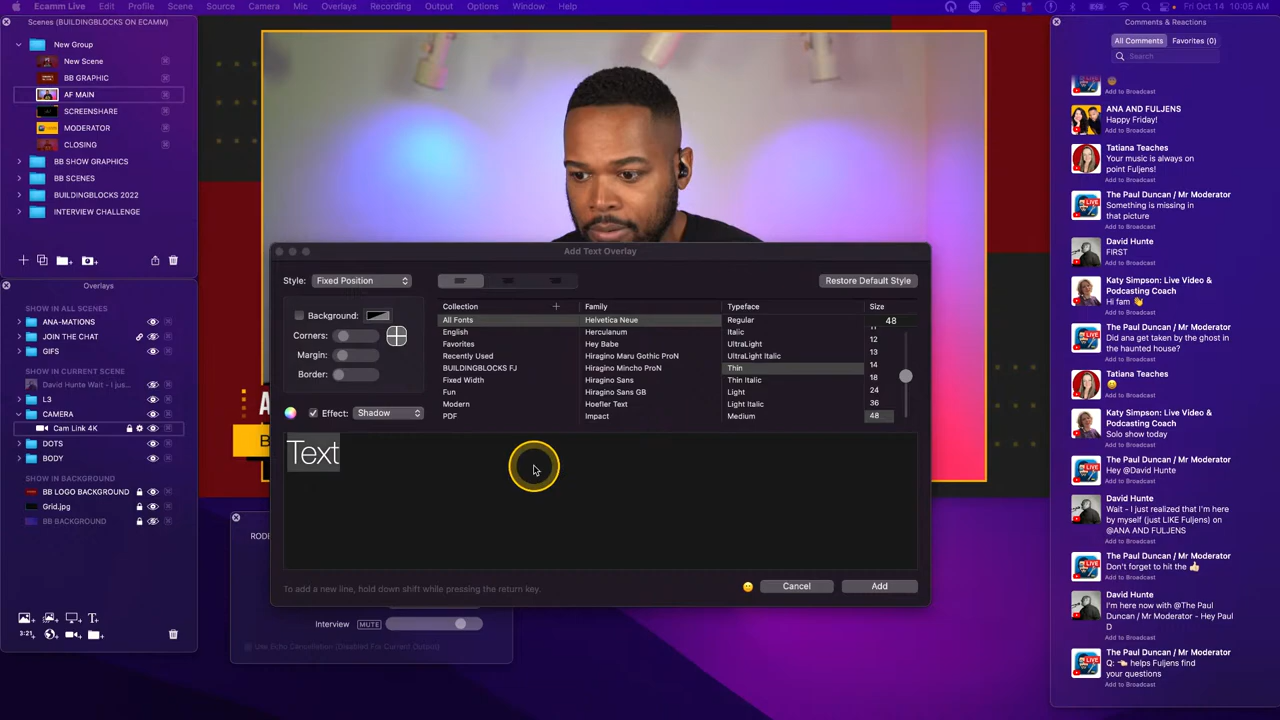 Ecamm Live File Edit Profile Scenes Source Camera Mic Overlays Recording Output Options Window Help Fri Oct 14 10:05 AM
Scenes (BUILDINGBLOCKS ON ECAMM)
New Group
New Scene
BB GRAPHIC
AF MAIN
SCREENSHARE
MODERATOR
CLOSING
BB SHOW GRAPHICS
BB SCENES
BUILDINGBLOCKS 2022
INTERVIEW CHALLENGE
Overlays
SHOW IN ALL SCENES
ANA-MATIONS
JOIN THE CHAT
GIFS
SHOW IN CURRENT SCENE
David Hunte Wait - I jus...
L3
CAMERA
Cam Link 4K
DOTS
BODY
SHOW IN BACKGROUND
BB LOGO BACKGROUND
Grid.jpg
BB BACKGROUND
3:21
Add Text Overlay
Style: Fixed Position
Restore Default Style
Background:
Corners:
Margin:
Border:
Effect: Shadow
Collection
All Fonts
English
Favorites
Recently Used
BUILDINGBLOCKS FJ
Fixed Width
Fun
Modern
PDF
Family
Helvetica Neue
Herculanum
Hey Babe
Hiragino Maru Gothic ProN
Hiragino Mincho ProN
Hiragino Sans
Hiragino Sans GB
Hoefler Text
Impact
Typeface
Regular
Italic
UltraLight
UltraLight Italic
Thin
Thin Italic
Light
Light Italic
Medium
Size
48
11
12
13
14
18
24
36
48
Text
To add a new line, hold down shift while pressing the return key.
Cancel
Add
RODE
Interview MUTE
Use Echo Cancellation (Disabled For Current Output)
Comments & Reactions
All Comments Favorites (0)
Search
Add to Broadcast
ANA AND FULJENS
Happy Friday!
Add to Broadcast
Tatiana Teaches
Your music is always on
point Fuljens!
Add to Broadcast
The Paul Duncan / Mr Moderator
Something is missing in
that picture
Add to Broadcast
David Hunte
FIRST
Add to Broadcast
Katy Simpson: Live Video &
Podcasting Coach
Hi fam 👋
Add to Broadcast
The Paul Duncan / Mr Moderator
Did ana get taken by the ghost in
the haunted house?
Add to Broadcast
Tatiana Teaches
😀
Add to Broadcast
Katy Simpson: Live Video &
Podcasting Coach
Solo show today
Add to Broadcast
The Paul Duncan / Mr Moderator
Hey @David Hunte
Add to Broadcast
David Hunte
Wait - I just realized that I'm here
by myself (just LIKE Fuljens) on
@ANA AND FULJENS
Add to Broadcast
The Paul Duncan / Mr Moderator
Don't forget to hit the 👍🏻
Add to Broadcast
David Hunte
I'm here now with @The Paul
Duncan / Mr Moderator - Hey Paul
D
Add to Broadcast
The Paul Duncan / Mr Moderator
Q: 👈🏻 helps Fuljens find
your questions
Add to Broadcast